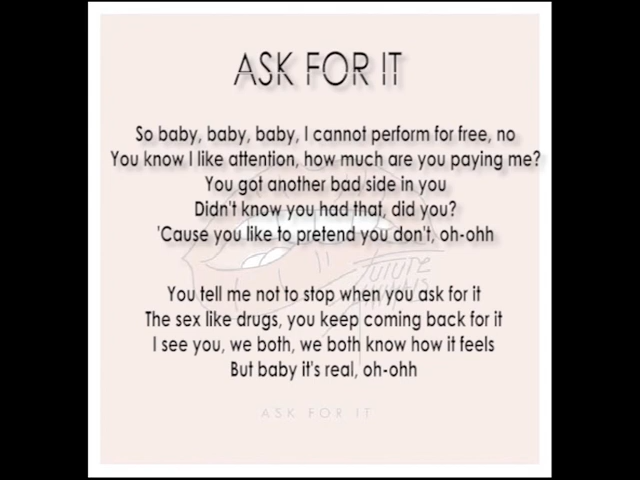 ASK FOR IT
So baby, baby, baby, I cannot perform for free, no
You know I like attention, how much are you paying me?
You got another bad side in you
Didn't know you had that, did you?
'Cause you like to pretend you don't, oh-ohh
You tell me not to stop when you ask for it
The sex like drugs, you keep coming back for it
I see you, we both, we both know how it feels
But baby it's real, oh-ohh
ASK FOR IT